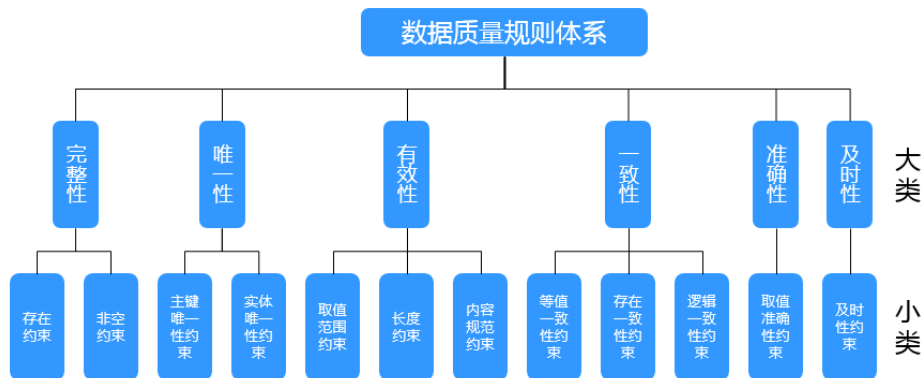 数据质量规则体系
完整性
唯一性
有效性
一致性
准确性
及时性
大类
存在
约束
非空
约束
主键
唯一
性约
束
实体
唯一
性约
束
取值
范围
约束
长度
约束
内容
规范
约束
等值
一致
性约
束
存在
一致
性约
束
逻辑
一致
性约
束
取值
准确
性约
束
及时
性约
束
小类